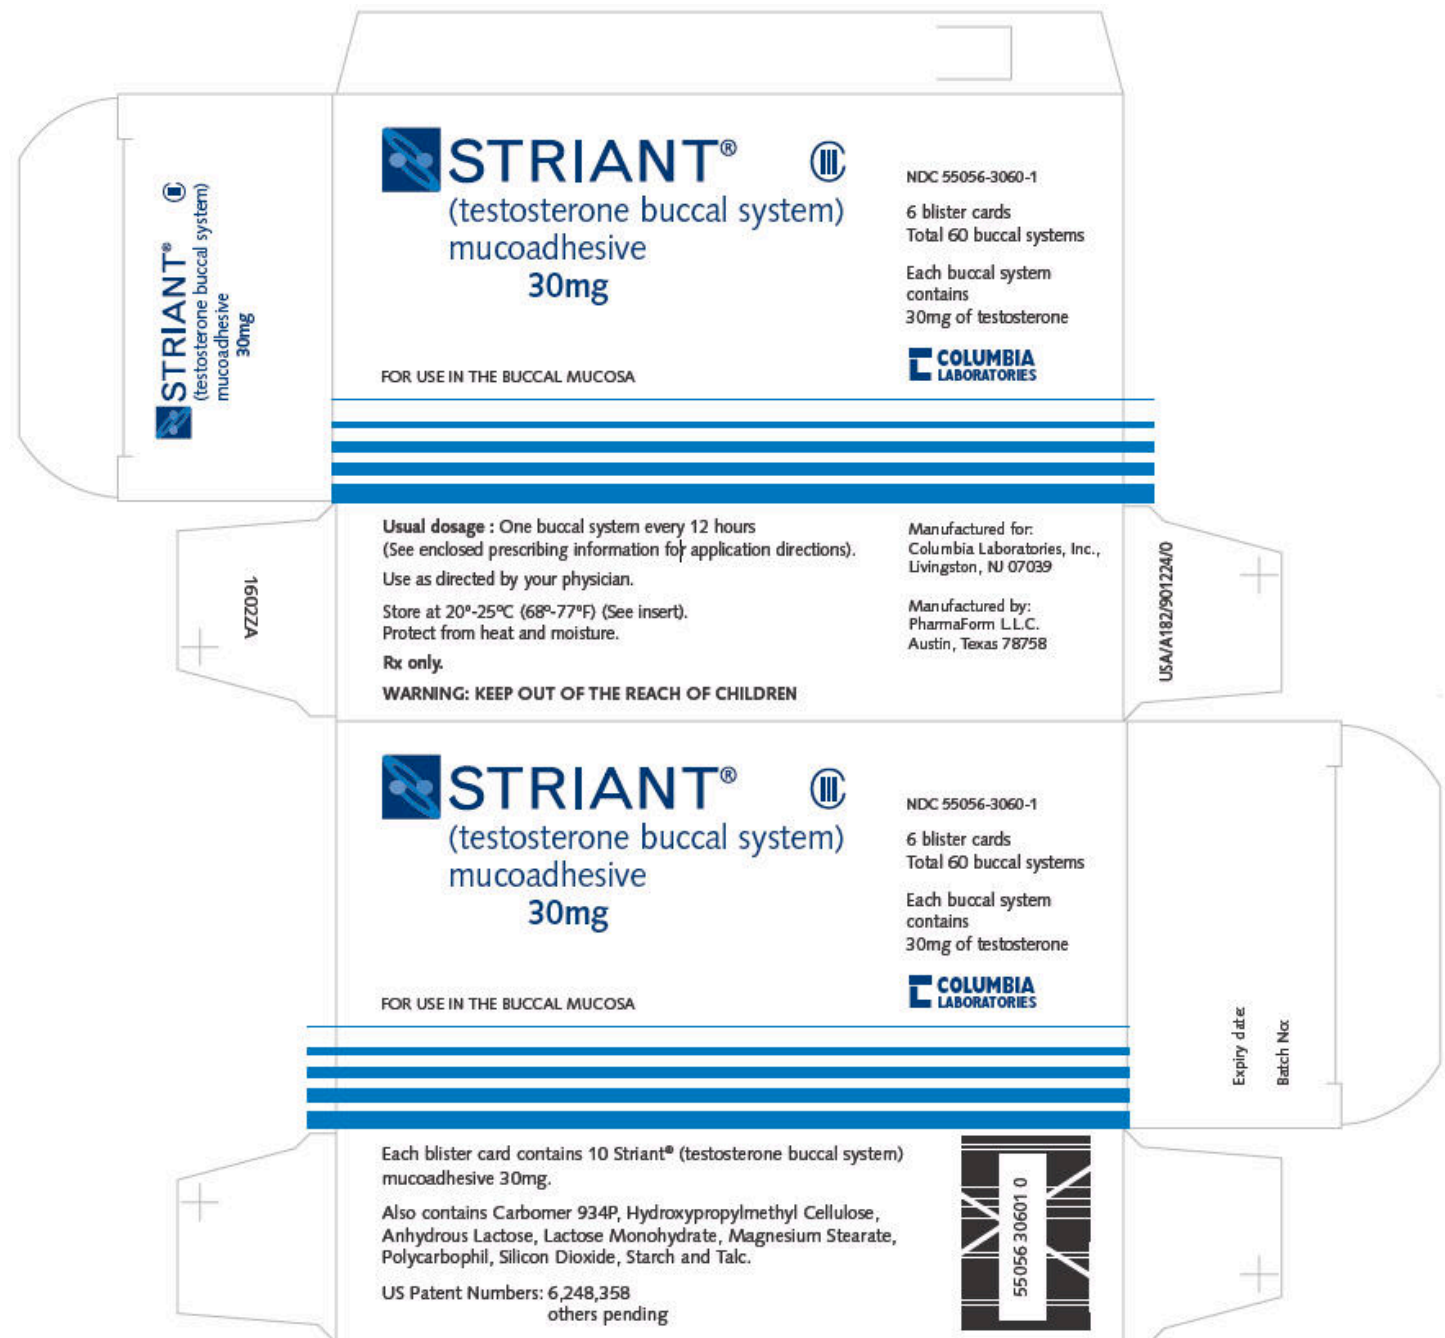 STRIANT® CIII
(testosterone buccal system)
mucoadhesive
30mg
FOR USE IN THE BUCCAL MUCOSA
NDC 55056-3060-1
6 blister cards
Total 60 buccal systems
Each buccal system
contains
30mg of testosterone
COLUMBIA
LABORATORIES
STRIANT® CIII
(testosterone buccal system)
mucoadhesive
30mg
1602ZA
Usual dosage : One buccal system every 12 hours
(See enclosed prescribing information for application directions).
Use as directed by your physician.
Store at 20°-25°C (68°-77°F) (See insert).
Protect from heat and moisture.
Rx only.
WARNING: KEEP OUT OF THE REACH OF CHILDREN
Manufactured for:
Columbia Laboratories, Inc.,
Livingston, NJ 07039
Manufactured by:
PharmaForm L.L.C.
Austin, Texas 78758
USA/A182/901224/0
STRIANT® CIII
(testosterone buccal system)
mucoadhesive
30mg
FOR USE IN THE BUCCAL MUCOSA
NDC 55056-3060-1
6 blister cards
Total 60 buccal systems
Each buccal system
contains
30mg of testosterone
COLUMBIA
LABORATORIES
Expiry date:
Batch No:
Each blister card contains 10 Striant® (testosterone buccal system)
mucoadhesive 30mg.
Also contains Carbomer 934P, Hydroxypropylmethyl Cellulose,
Anhydrous Lactose, Lactose Monohydrate, Magnesium Stearate,
Polycarbophil, Silicon Dioxide, Starch and Talc.
US Patent Numbers: 6,248,358
others pending
55056 30601 0